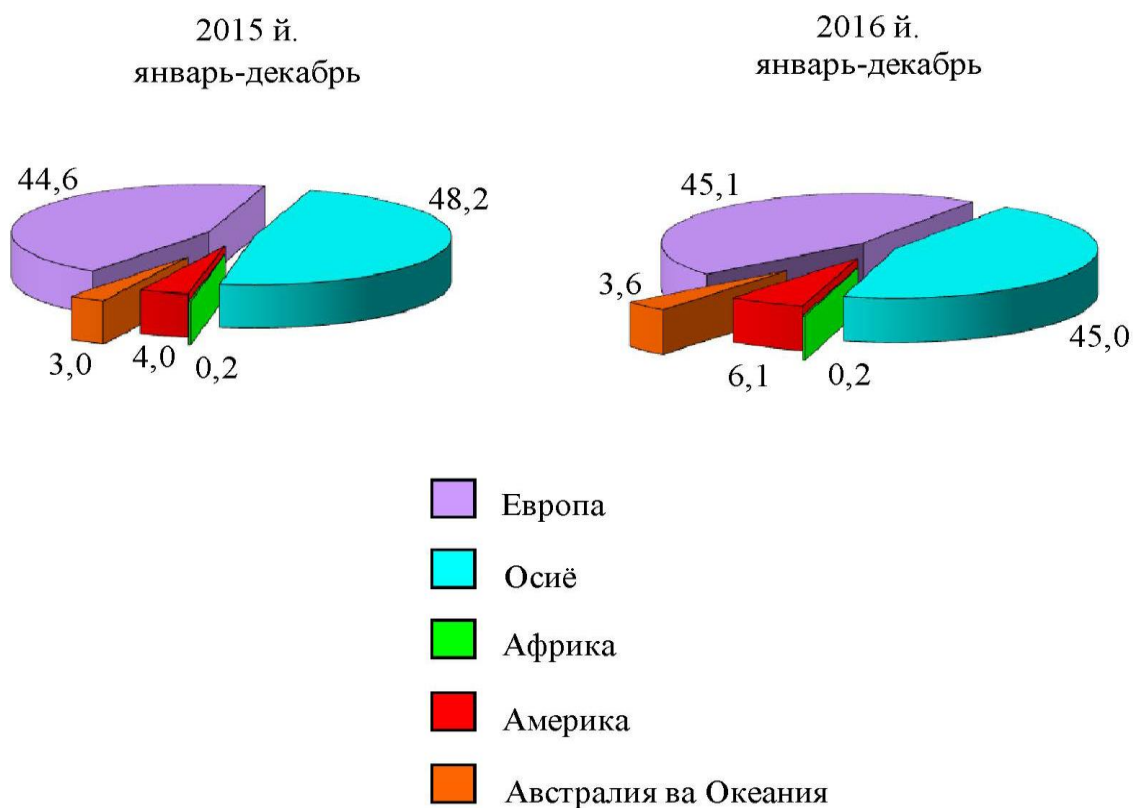 2015 й.
январь-декабрь
2016 й.
январь-декабрь
44,6
48,2
3,0
4,0
0,2
45,1
3,6
6,1
0,2
45,0
Европа
Осиё
Африка
Америка
Австралия ва Океания